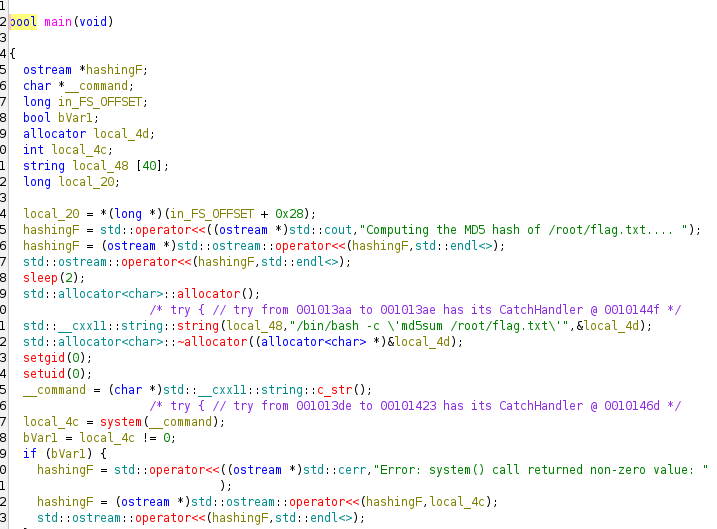 1
2 bool main(void)
3
4 {
5 ostream *hashingF;
6 char *__command;
7 long in_FS_OFFSET;
8 bool bVar1;
9 allocator local_4d;
0 int local_4c;
1 string local_48 [40];
2 long local_20;
3
4 local_20 = *(long *)(in_FS_OFFSET + 0x28);
5 hashingF = std::operator<<((ostream *)std::cout,"Computing the MD5 hash of /root/flag.txt.... ");
6 hashingF = (ostream *)std::ostream::operator<<(hashingF,std::endl<>);
7 std::ostream::operator<<(hashingF,std::endl<>);
8 sleep(2);
9 std::allocator<char>::allocator();
0 /* try { // try from 001013aa to 001013ae has its CatchHandler @ 0010144f */
1 std::__cxx11::string::string(local_48,"/bin/bash -c \'md5sum /root/flag.txt\'",&local_4d);
2 std::allocator<char>::~allocator((allocator<char> *)&local_4d);
3 setgid(0);
4 setuid(0);
5 __command = (char *)std::__cxx11::string::c_str();
6 /* try { // try from 001013de to 00101423 has its CatchHandler @ 0010146d */
7 local_4c = system(__command);
8 bVar1 = local_4c != 0;
9 if (bVar1) {
0 hashingF = std::operator<<((ostream *)std::cerr,"Error: system() call returned non-zero value: "
1 );
2 hashingF = (ostream *)std::ostream::operator<<(hashingF,local_4c);
3 std::ostream::operator<<(hashingF,std::endl<>);